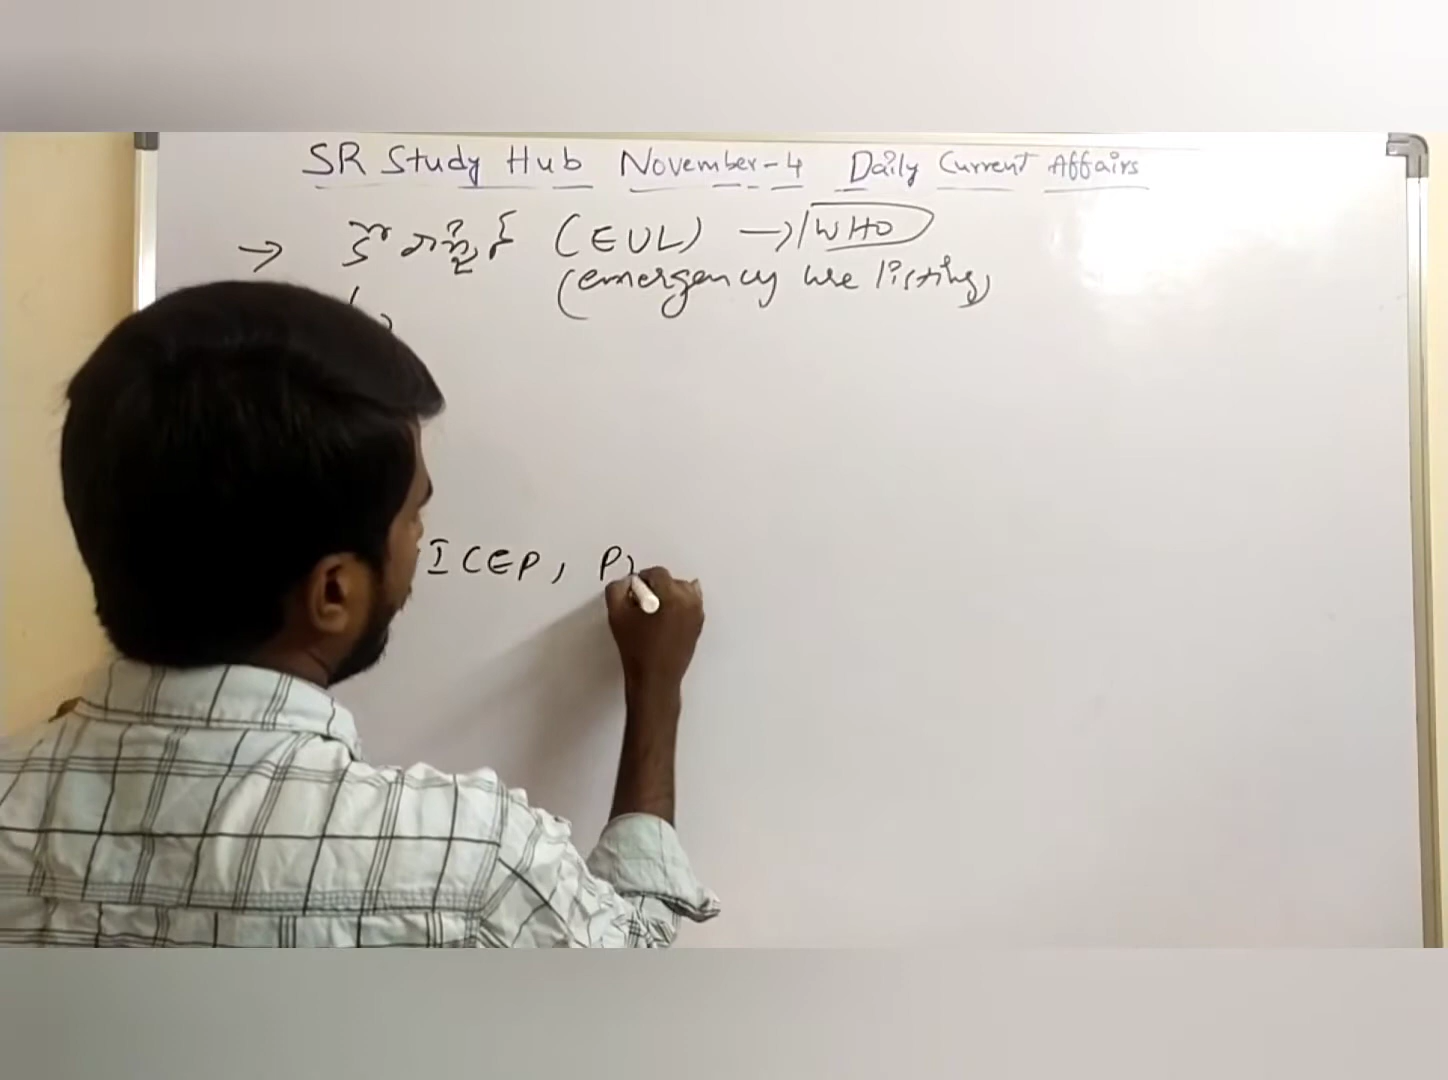 SR Study Hub November-4 Daily Current Affairs
→ కోవాగ్జిన్ (EUL) → WHO
(emergency use listing)
ICEP, P